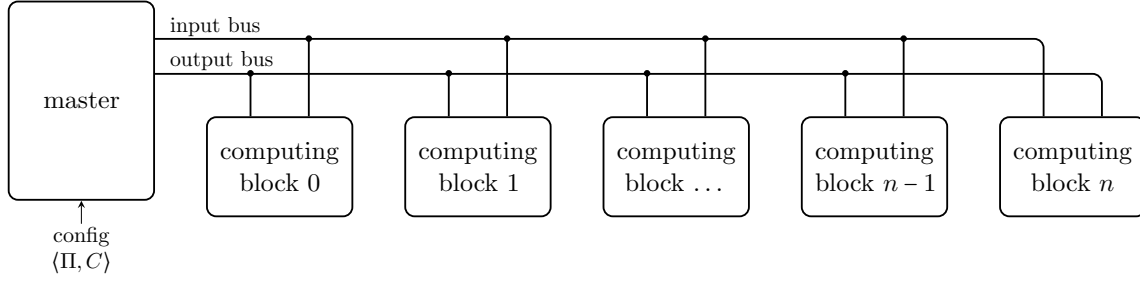 input bus
output bus
master
computing
block 0
computing
block 1
computing
block ...
computing
block n − 1
computing
block n
config
⟨Π, C⟩